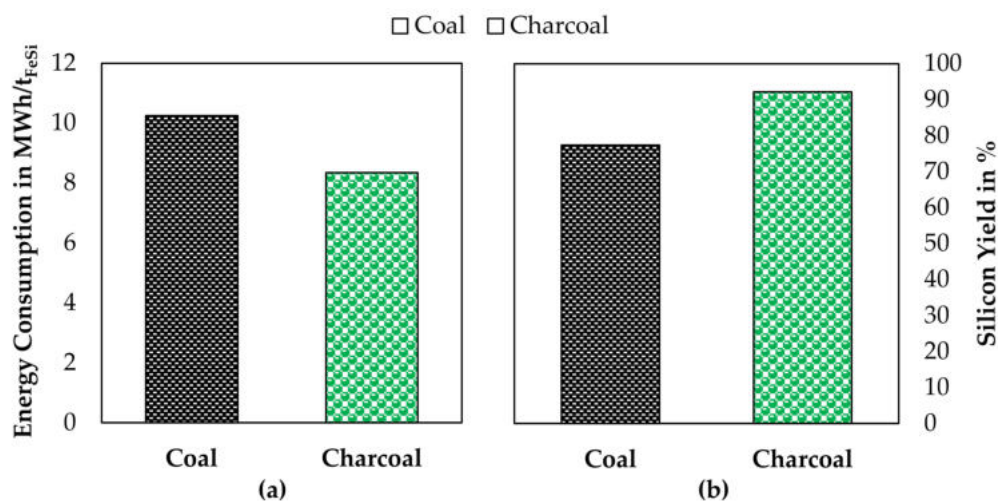 Coal Charcoal
Energy Consumption in MWh/t_FeSi
12
10
8
6
4
2
0
Coal Charcoal
(a)
100
90
80
70
60
50
40
30
20
10
0
Silicon Yield in %
Coal Charcoal
(b)